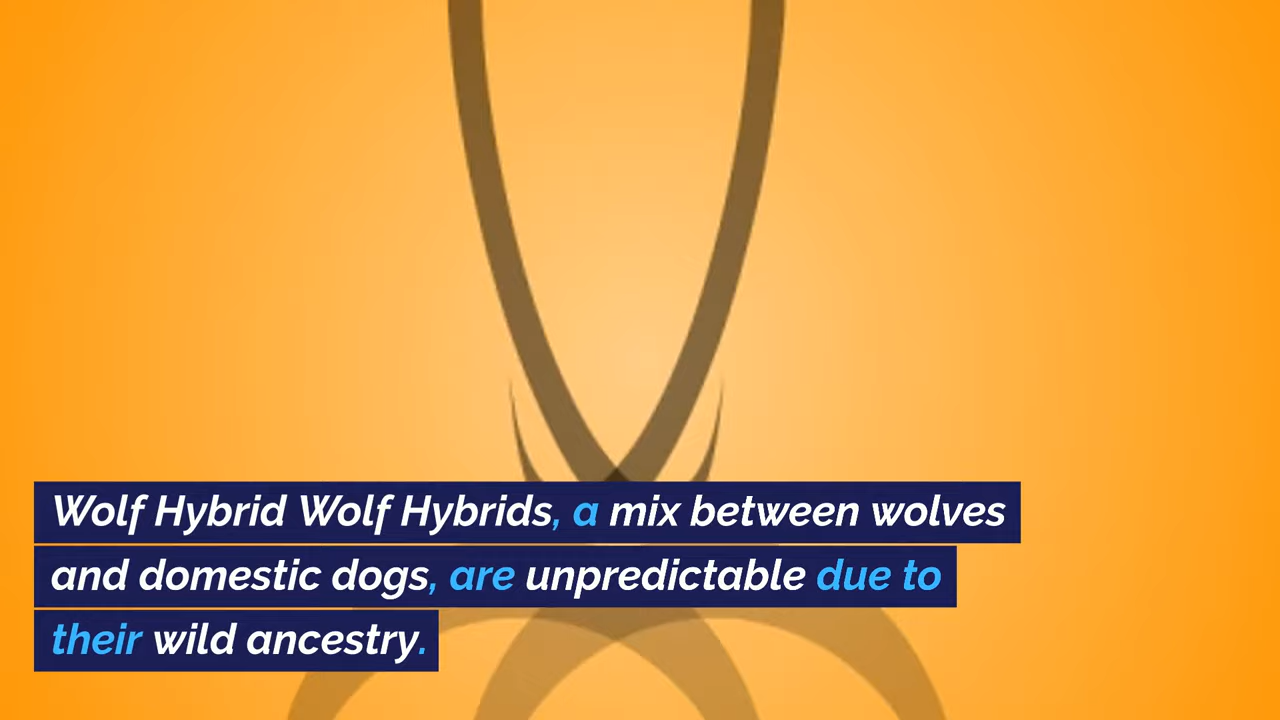 Wolf Hybrid Wolf Hybrids, a mix between wolves
and domestic dogs, are unpredictable due to
their wild ancestry.